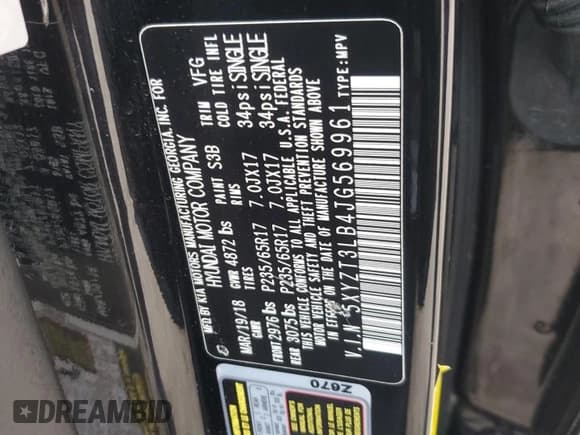 MFD BY KIA MOTORS MANUFACTURING GEORGIA, INC. FOR
HYUNDAI MOTOR COMPANY
PAINT S3B TRIM VFG
MAR/19/18 GVWR 4872 lbs
GAWR TIRES RIMS COLD TIRE INFL
FRONT 2976 lbs P235/65R17 7.0JX17 34psi SINGLE
REAR 3075 lbs P235/65R17 7.0JX17 34psi SINGLE
THIS VEHICLE CONFORMS TO ALL APPLICABLE U.S.A. FEDERAL
MOTOR VEHICLE SAFETY AND THEFT PREVENTION STANDARDS
IN EFFECT ON THE DATE OF MANUFACTURE SHOWN ABOVE
V.I.N 5XYZT3LB4JG569961 TYPE:MPV
Z670
DREAMBID